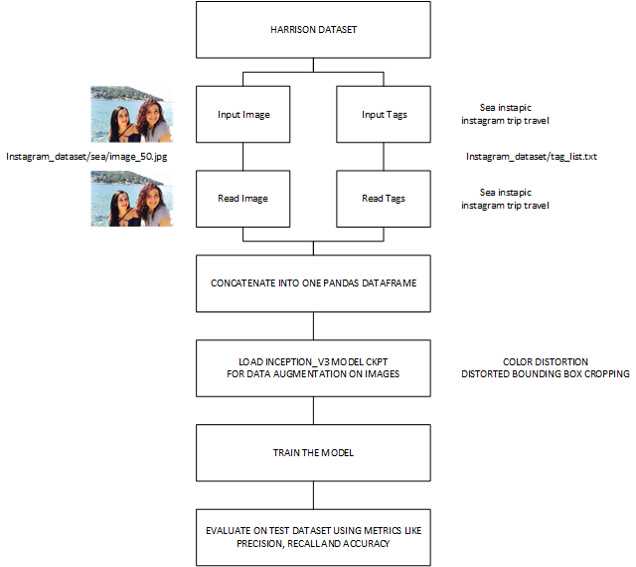 HARRISON DATASET
Input Image
Input Tags
Sea instapic
instagram trip travel
Instagram_dataset/sea/image_50.jpg
Instagram_dataset/tag_list.txt
Read Image
Read Tags
Sea instapic
instagram trip travel
CONCATENATE INTO ONE PANDAS DATAFRAME
LOAD INCEPTION_V3 MODEL CKPT
FOR DATA AUGMENTATION ON IMAGES
COLOR DISTORTION
DISTORTED BOUNDING BOX CROPPING
TRAIN THE MODEL
EVALUATE ON TEST DATASET USING METRICS LIKE
PRECISION, RECALL AND ACCURACY